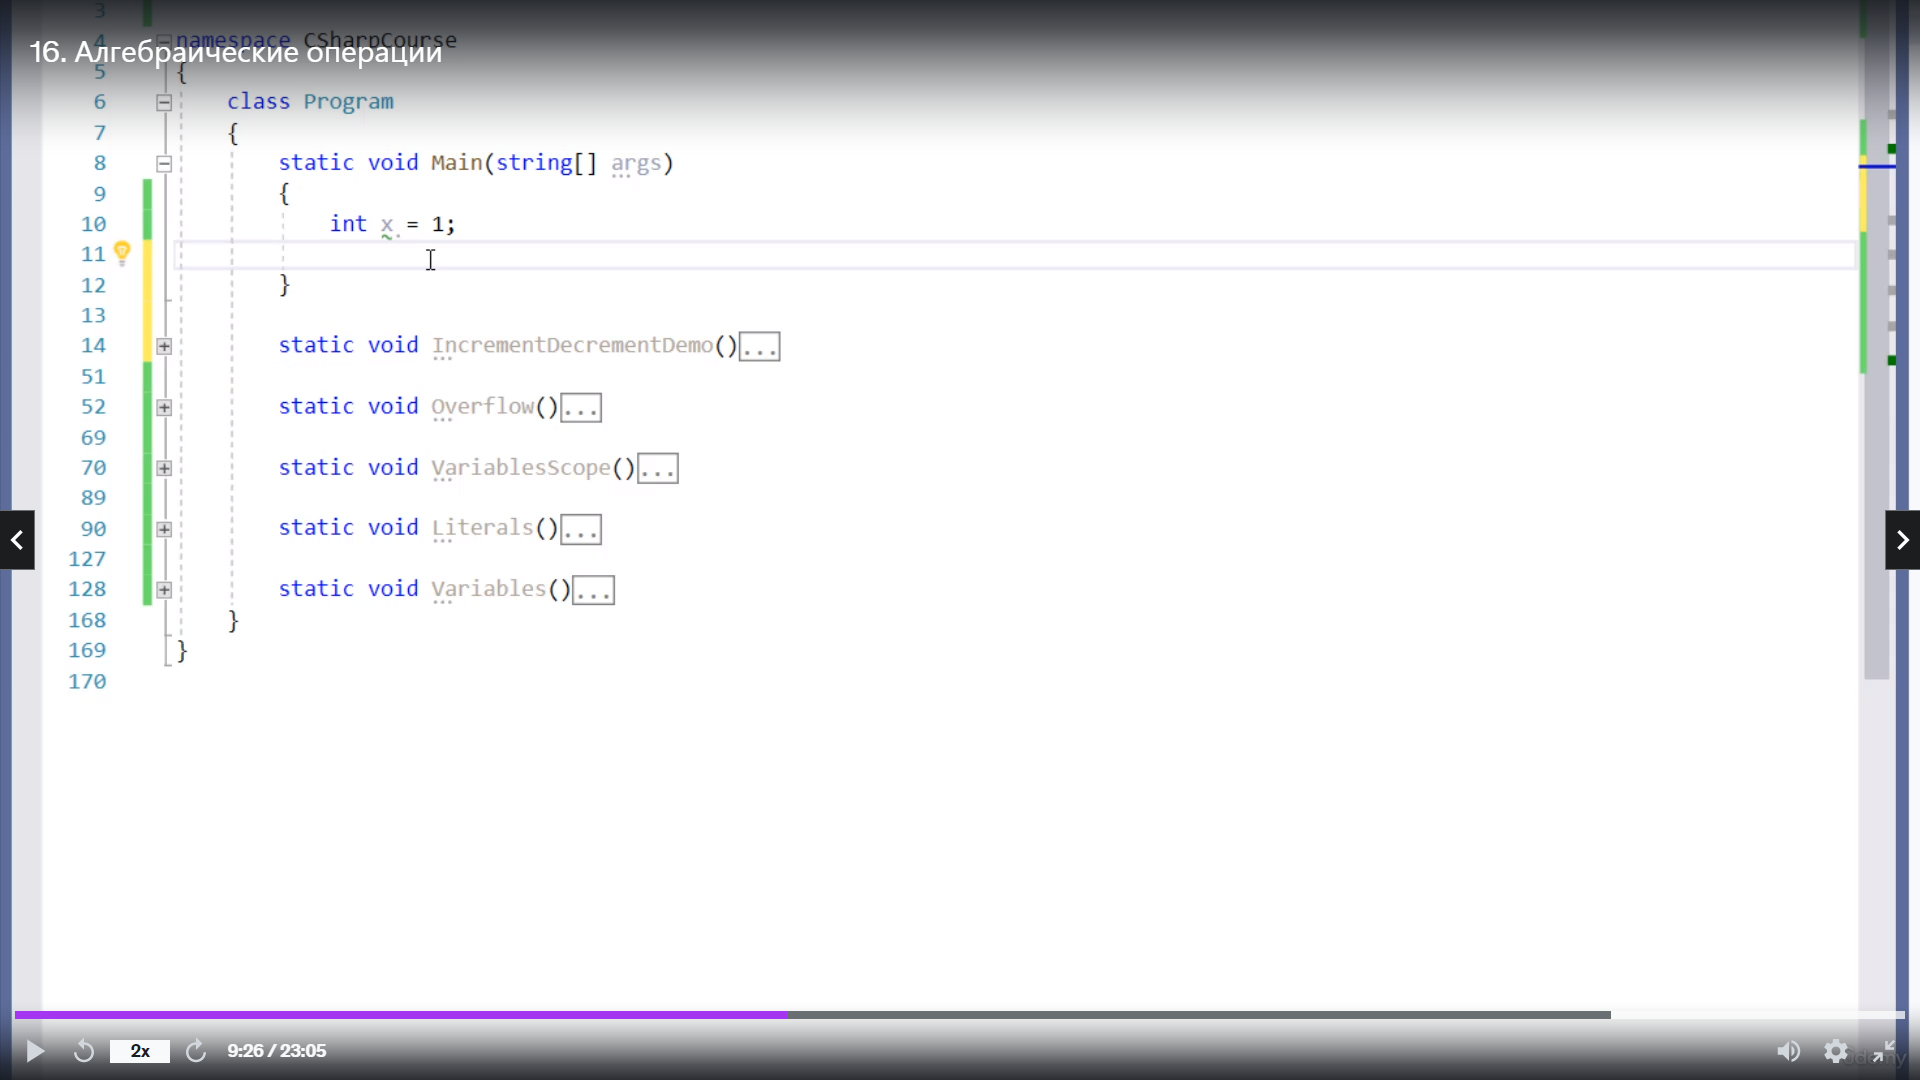 3
4 namespace CSharpCourse
16. Алгебраические операции
5 {
6 class Program
7 {
8 static void Main(string[] args)
9 {
10 int x = 1;
11
12 }
13
14 static void IncrementDecrementDemo()...
51
52 static void Overflow()...
69
70 static void VariablesScope()...
89
90 static void Literals()...
127
128 static void Variables()...
168 }
169 }
170
2x 9:26 / 23:05
udemy